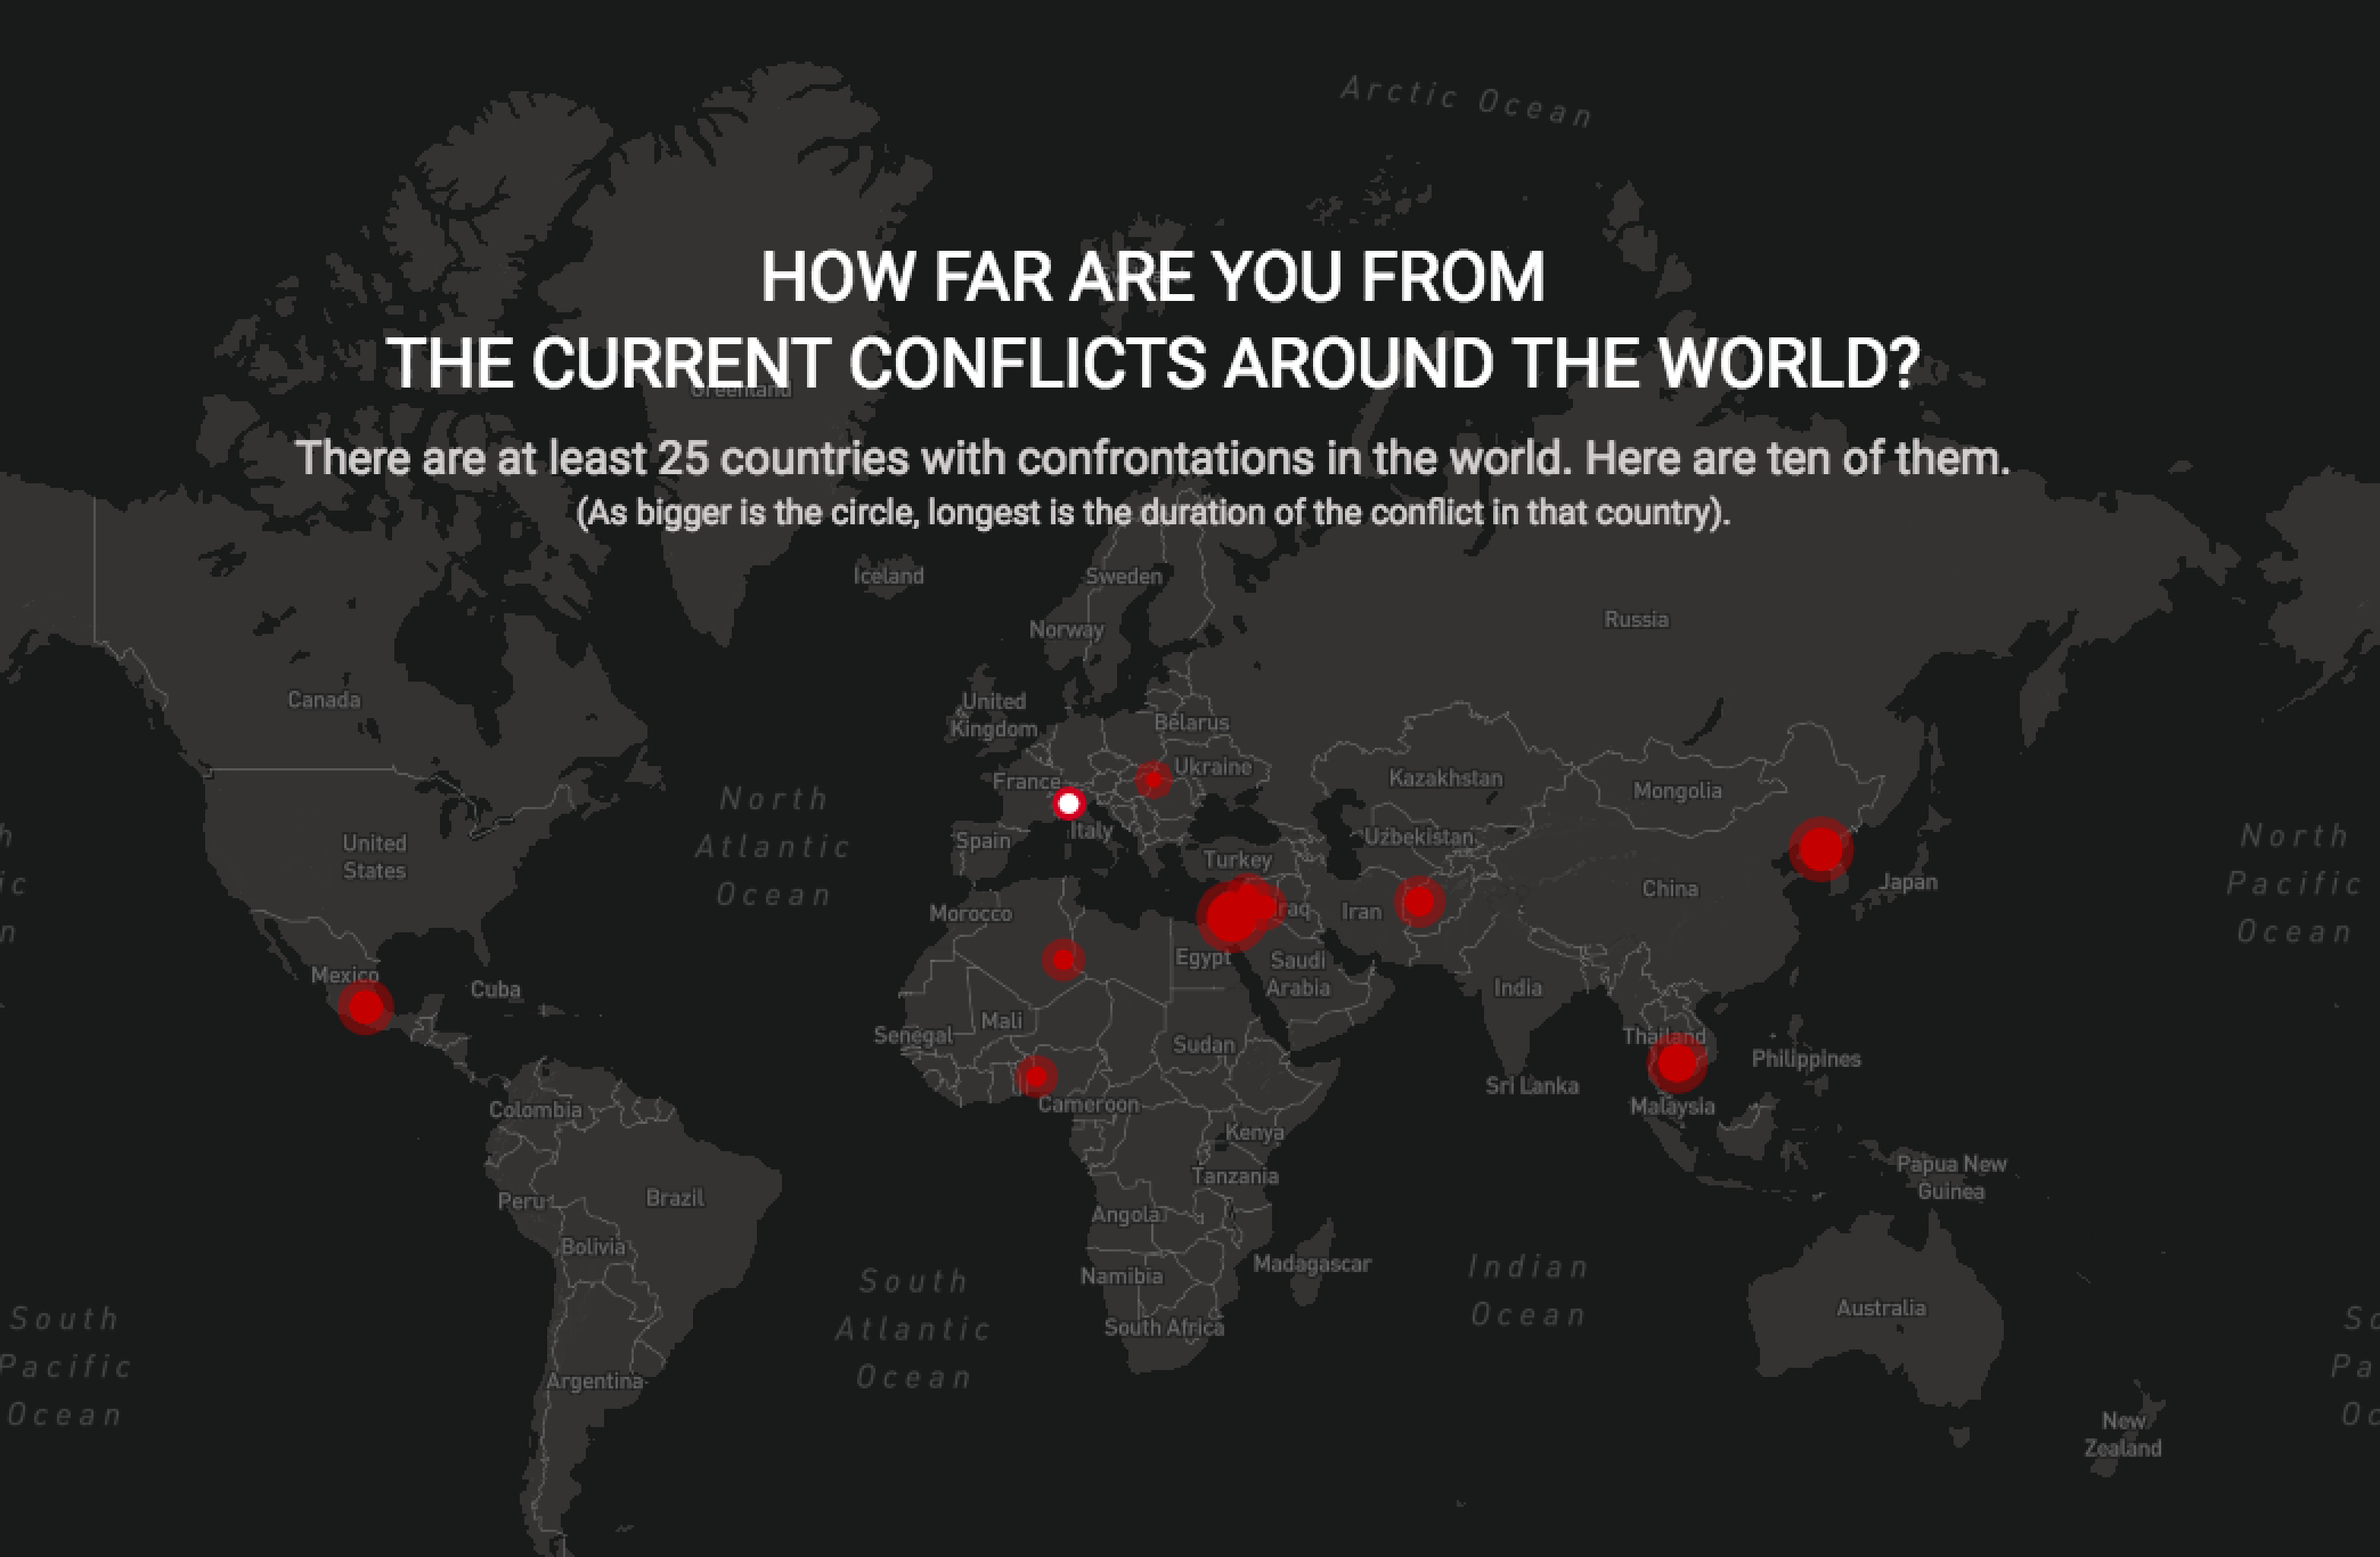 Arctic Ocean
HOW FAR ARE YOU FROM
THE CURRENT CONFLICTS AROUND THE WORLD?
Greenland
There are at least 25 countries with confrontations in the world. Here are ten of them.
(As bigger is the circle, longest is the duration of the conflict in that country).
Iceland
Sweden
Norway
Russia
Canada
United
Kingdom
Belarus
Ukraine
France
Kazakhstan
Mongolia
North
Atlantic
Ocean
Italy
Spain
Uzbekistan
United
States
Turkey
North
Pacific
Ocean
China
Japan
Morocco
Iraq
Iran
Egypt
Saudi
Arabia
India
Mexico
Cuba
Mali
Senegal
Sudan
Thailand
Philippines
Sri Lanka
Colombia
Cameroon
Malaysia
Kenya
Tanzania
Papua New
Guinea
Peru
Brazil
Angola
Bolivia
Madagascar
Namibia
Indian
Ocean
South
Atlantic
Ocean
Australia
South
Pacific
Ocean
South Africa
Argentina
New
Zealand